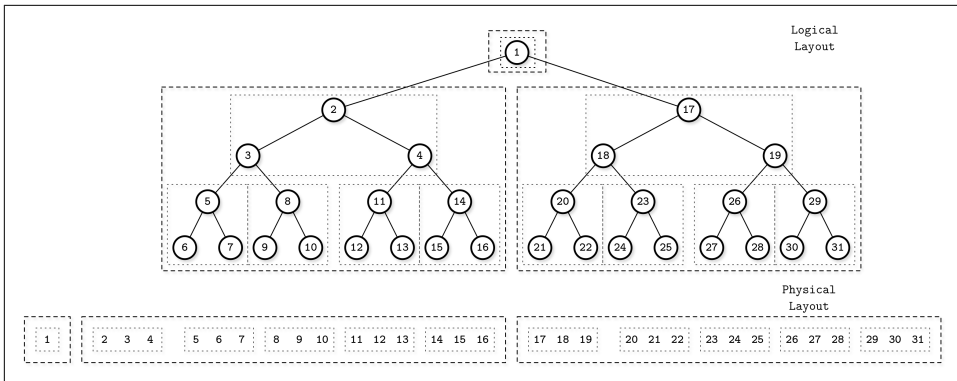 Logical
Layout
1
2 17
3 4 18 19
5 8 11 14 20 23 26 29
6 7 9 10 12 13 15 16 21 22 24 25 27 28 30 31
Physical
Layout
1 2 3 4 5 6 7 8 9 10 11 12 13 14 15 16 17 18 19 20 21 22 23 24 25 26 27 28 29 30 31